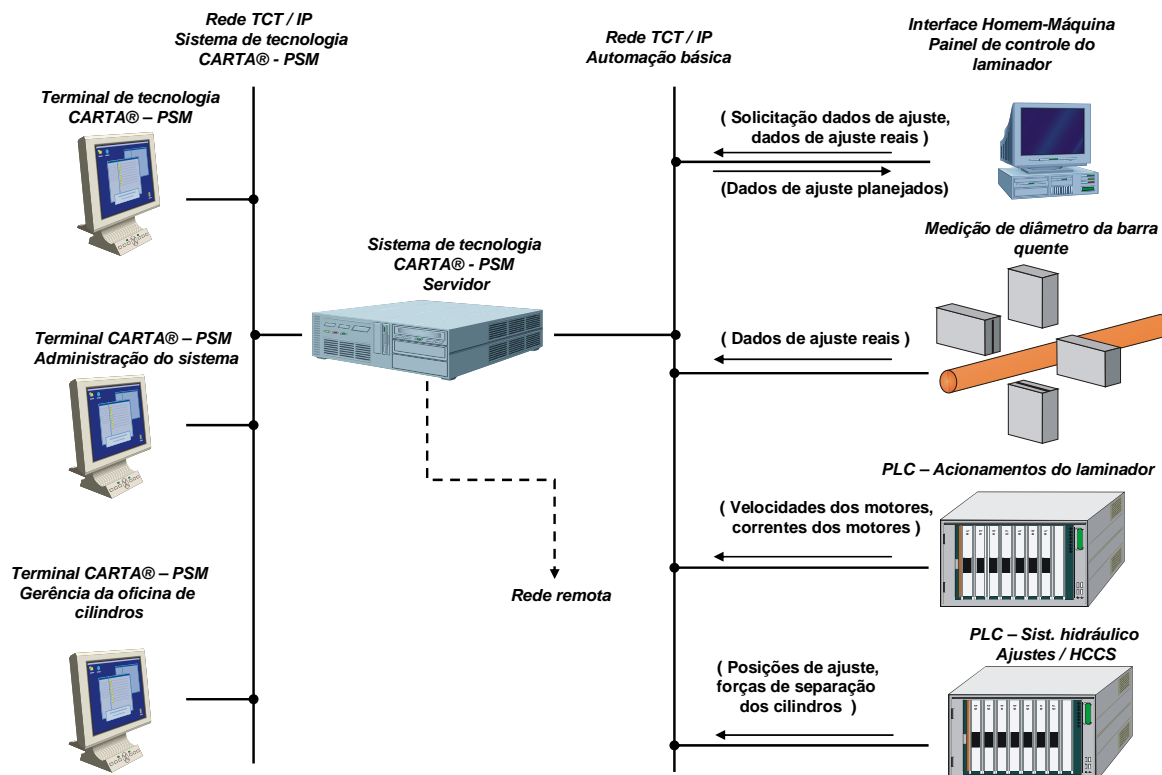 Rede TCT / IP
Sistema de tecnologia
CARTA® - PSM
Rede TCT / IP
Automação básica
Interface Homem-Máquina
Painel de controle do
laminador
Terminal de tecnologia
CARTA® – PSM
( Solicitação dados de ajuste,
dados de ajuste reais )
(Dados de ajuste planejados)
Medição de diâmetro da barra
quente
Sistema de tecnologia
CARTA® - PSM
Servidor
Terminal CARTA® – PSM
Administração do sistema
( Dados de ajuste reais )
PLC – Acionamentos do laminador
( Velocidades dos motores,
correntes dos motores )
Terminal CARTA® – PSM
Gerência da oficina de
cilindros
Rede remota
PLC – Sist. hidráulico
Ajustes / HCCS
( Posições de ajuste,
forças de separação
dos cilindros )